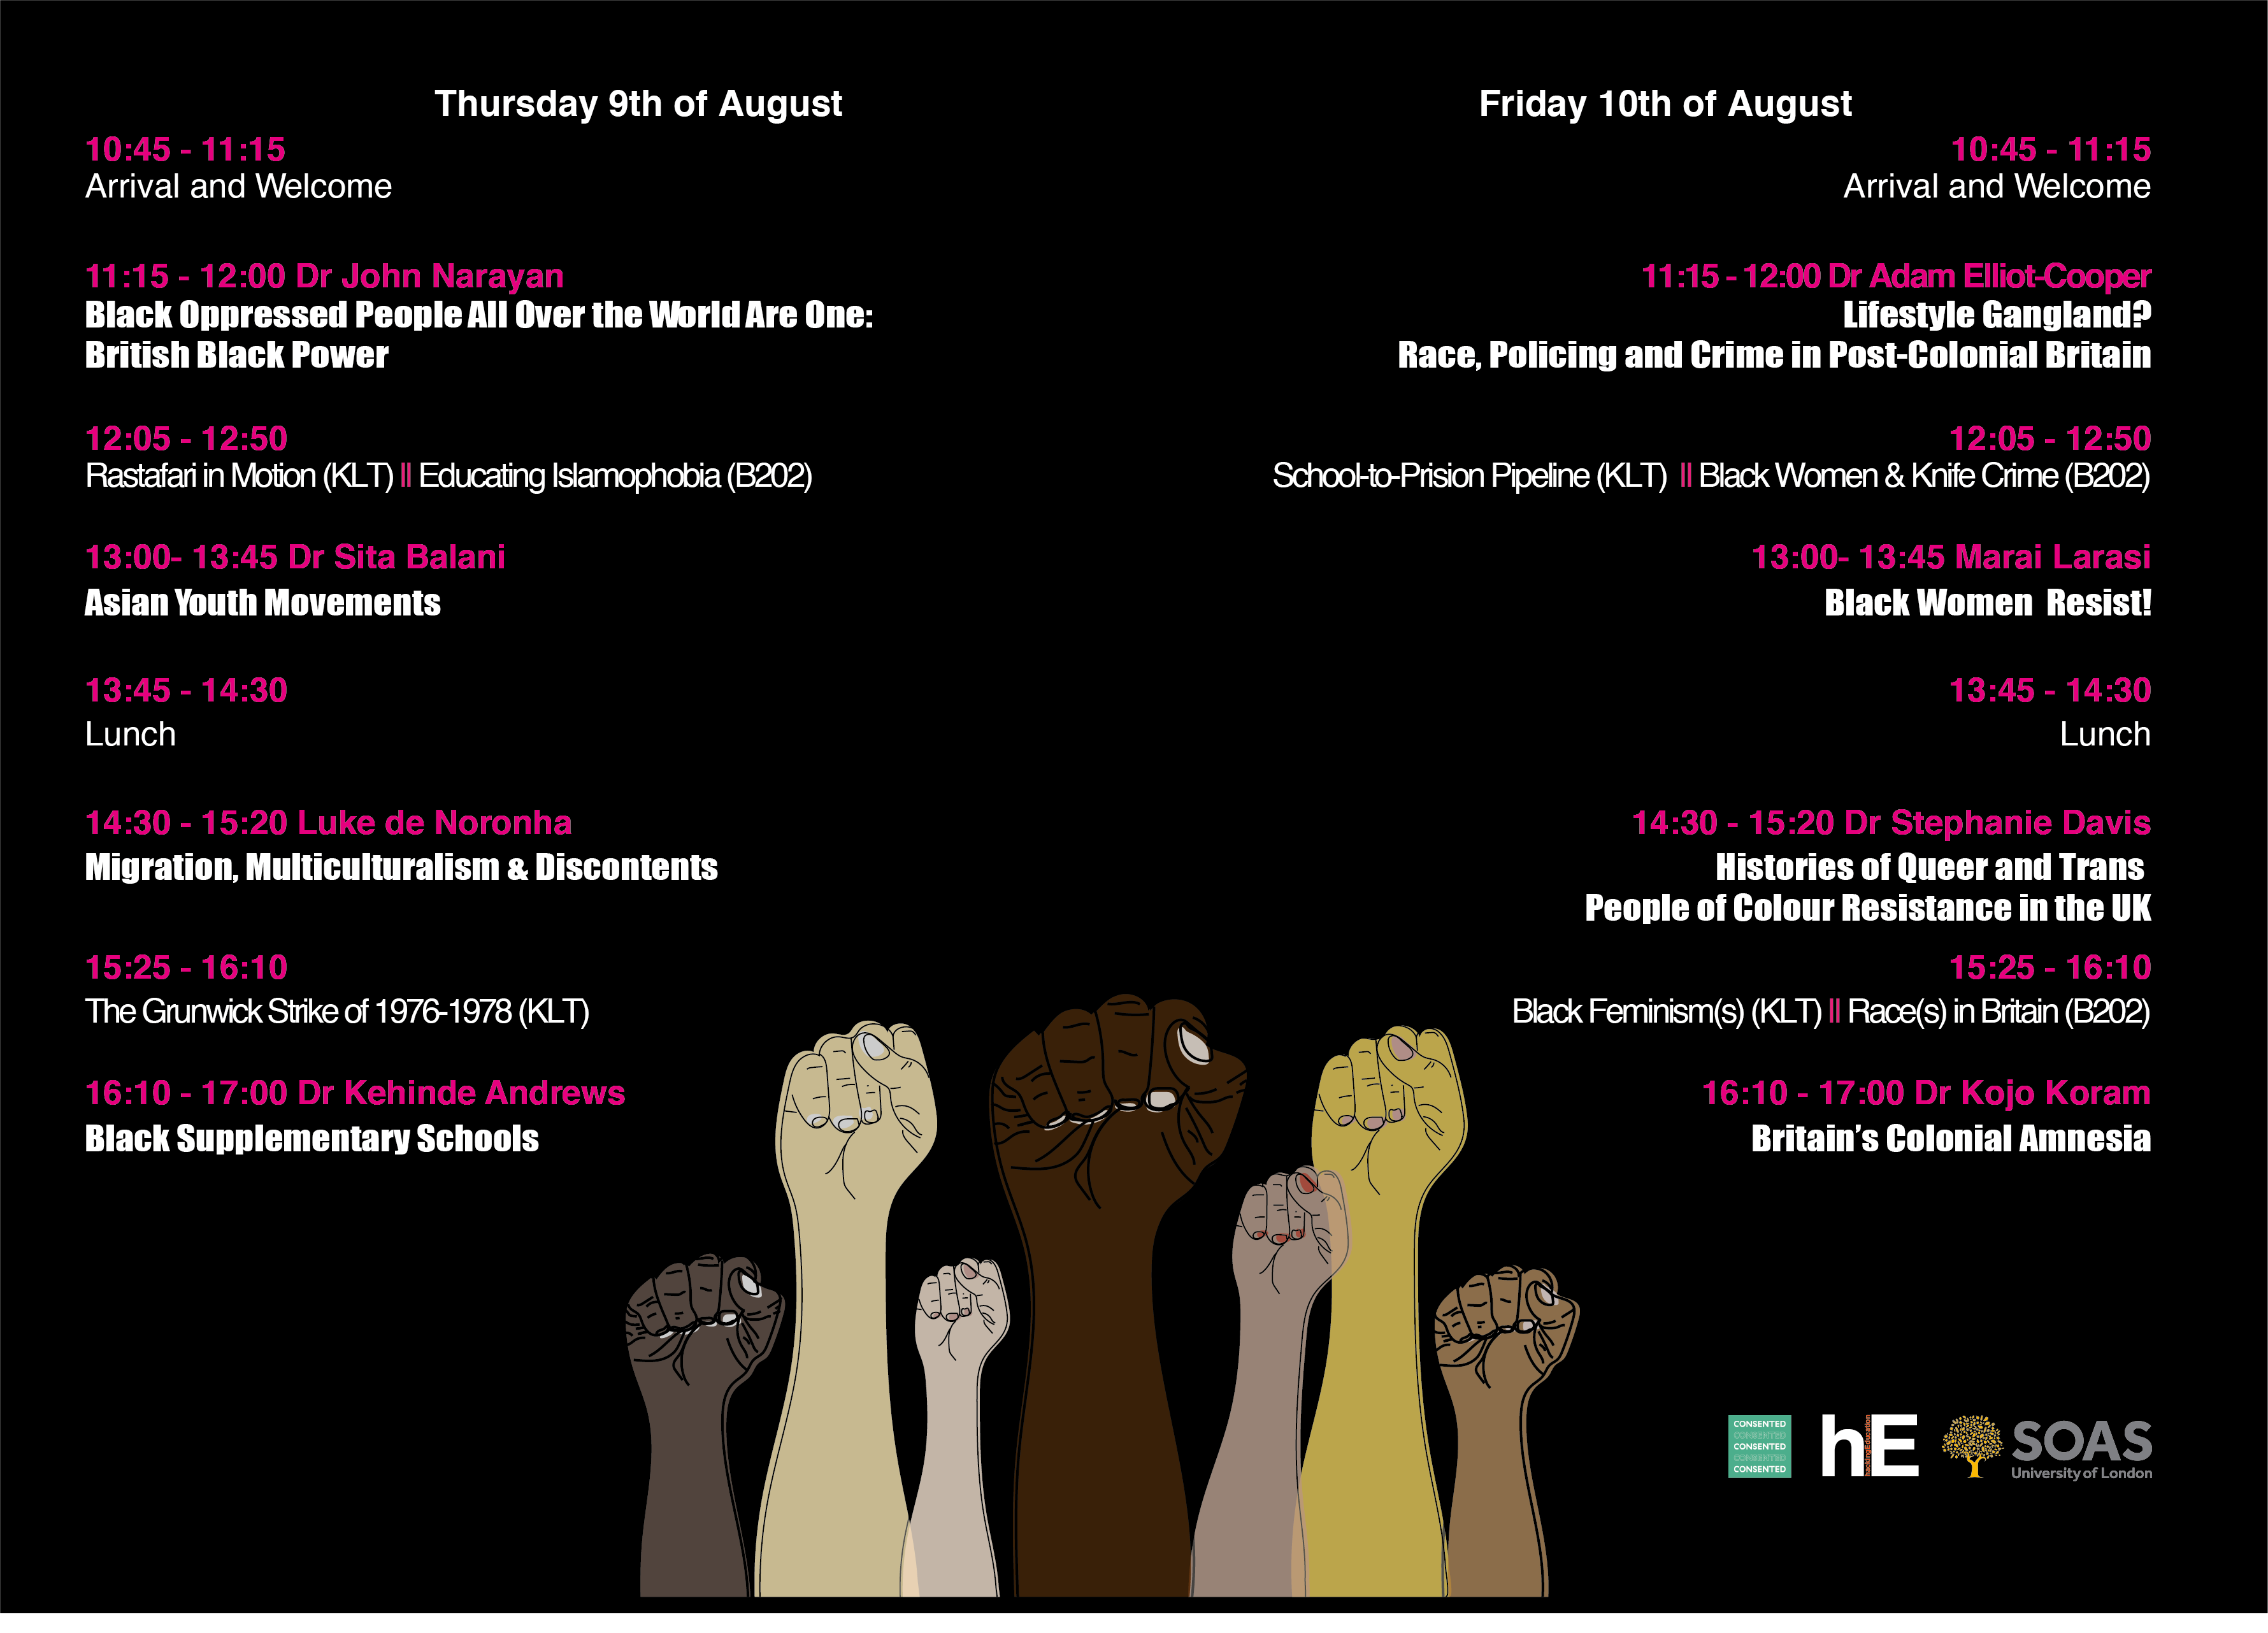 Thursday 9th of August
10:45 - 11:15
Arrival and Welcome
11:15 - 12:00 Dr John Narayan
Black Oppressed People All Over the World Are One:
British Black Power
12:05 - 12:50
Rastafari in Motion (KLT) || Educating Islamophobia (B202)
13:00- 13:45 Dr Sita Balani
Asian Youth Movements
13:45 - 14:30
Lunch
14:30 - 15:20 Luke de Noronha
Migration, Multiculturalism & Discontents
15:25 - 16:10
The Grunwick Strike of 1976-1978 (KLT)
16:10 - 17:00 Dr Kehinde Andrews
Black Supplementary Schools
Friday 10th of August
10:45 - 11:15
Arrival and Welcome
11:15 - 12:00 Dr Adam Elliot-Cooper
Lifestyle Gangland?
Race, Policing and Crime in Post-Colonial Britain
12:05 - 12:50
School-to-Prision Pipeline (KLT) || Black Women & Knife Crime (B202)
13:00- 13:45 Marai Larasi
Black Women Resist!
13:45 - 14:30
Lunch
14:30 - 15:20 Dr Stephanie Davis
Histories of Queer and Trans
People of Colour Resistance in the UK
15:25 - 16:10
Black Feminism(s) (KLT) || Race(s) in Britain (B202)
16:10 - 17:00 Dr Kojo Koram
Britain's Colonial Amnesia
CONSENTED
CONSENTED
CONSENTED
CONSENTED
CONSENTED
hE
hackingEducation
SOAS
University of London